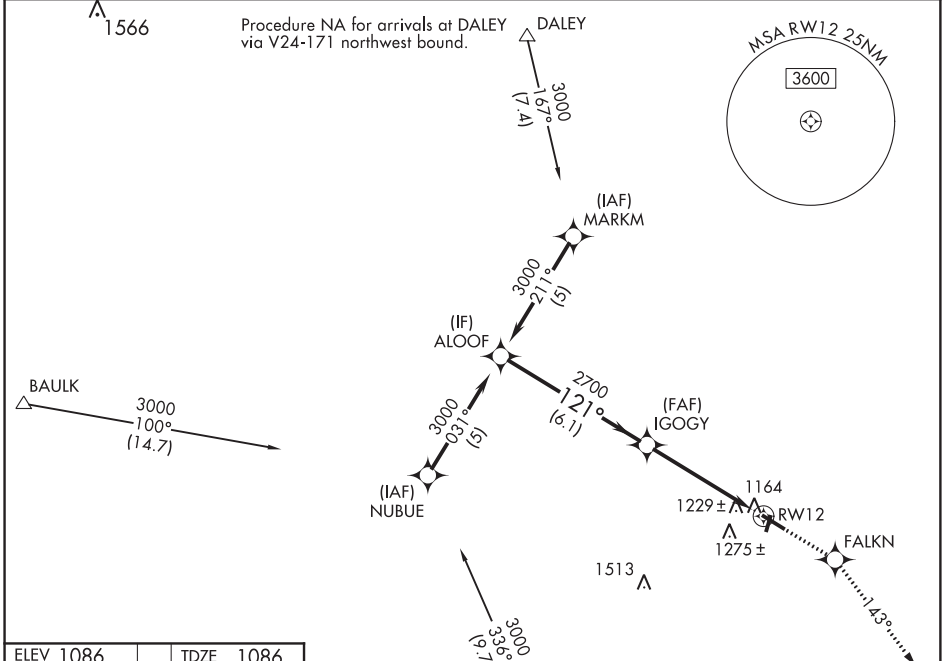 1566
Procedure NA for arrivals at DALEY
via V24-171 northwest bound.
DALEY
3000
167°
(7.4)
MSA RW12 25NM
3600
(IAF)
MARKM
3000
211°
(5)
(IF)
ALOOF
BAULK
3000
100°
(14.7)
3000
031°
(5)
2700
121°
(6.1)
(FAF)
IGOGY
(IAF)
NUBUE
1164
1229 ±
RW12
1275 ±
FALKN
1513
143°
3000
336°
(9.7
ELEV 1086
TDZE 1086